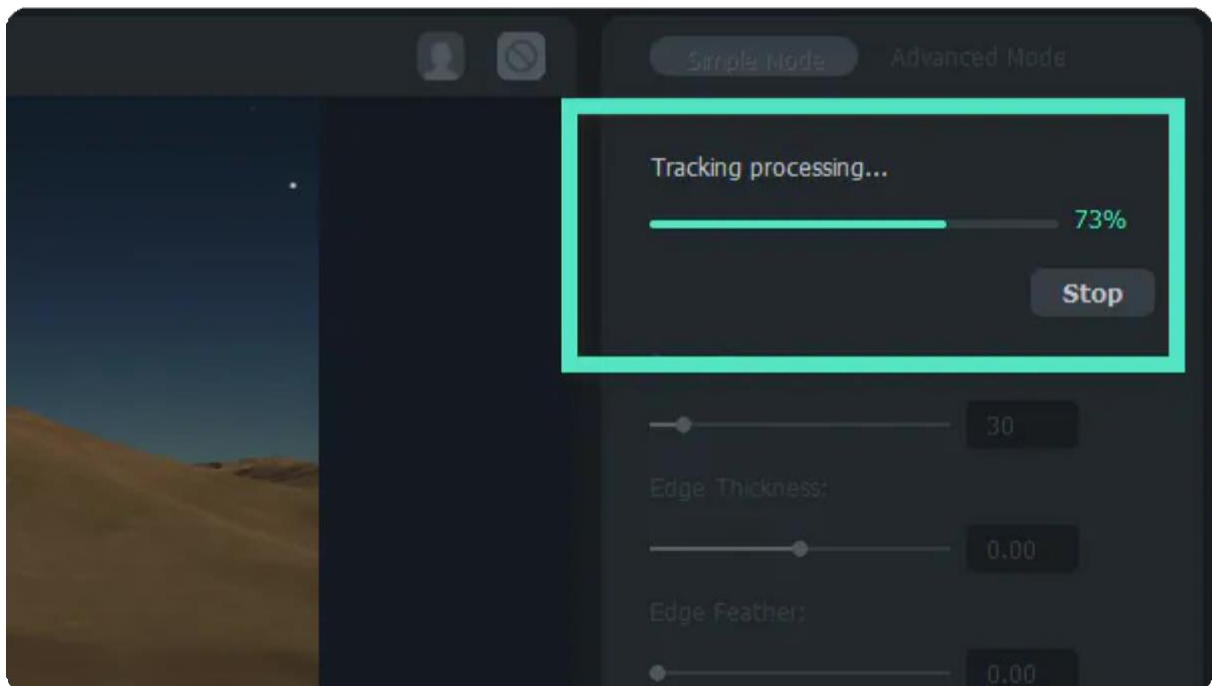 Simple Mode Advanced Mode
Tracking processing...
73%
Stop
30
Edge Thickness:
0.00
Edge Feather:
0.00